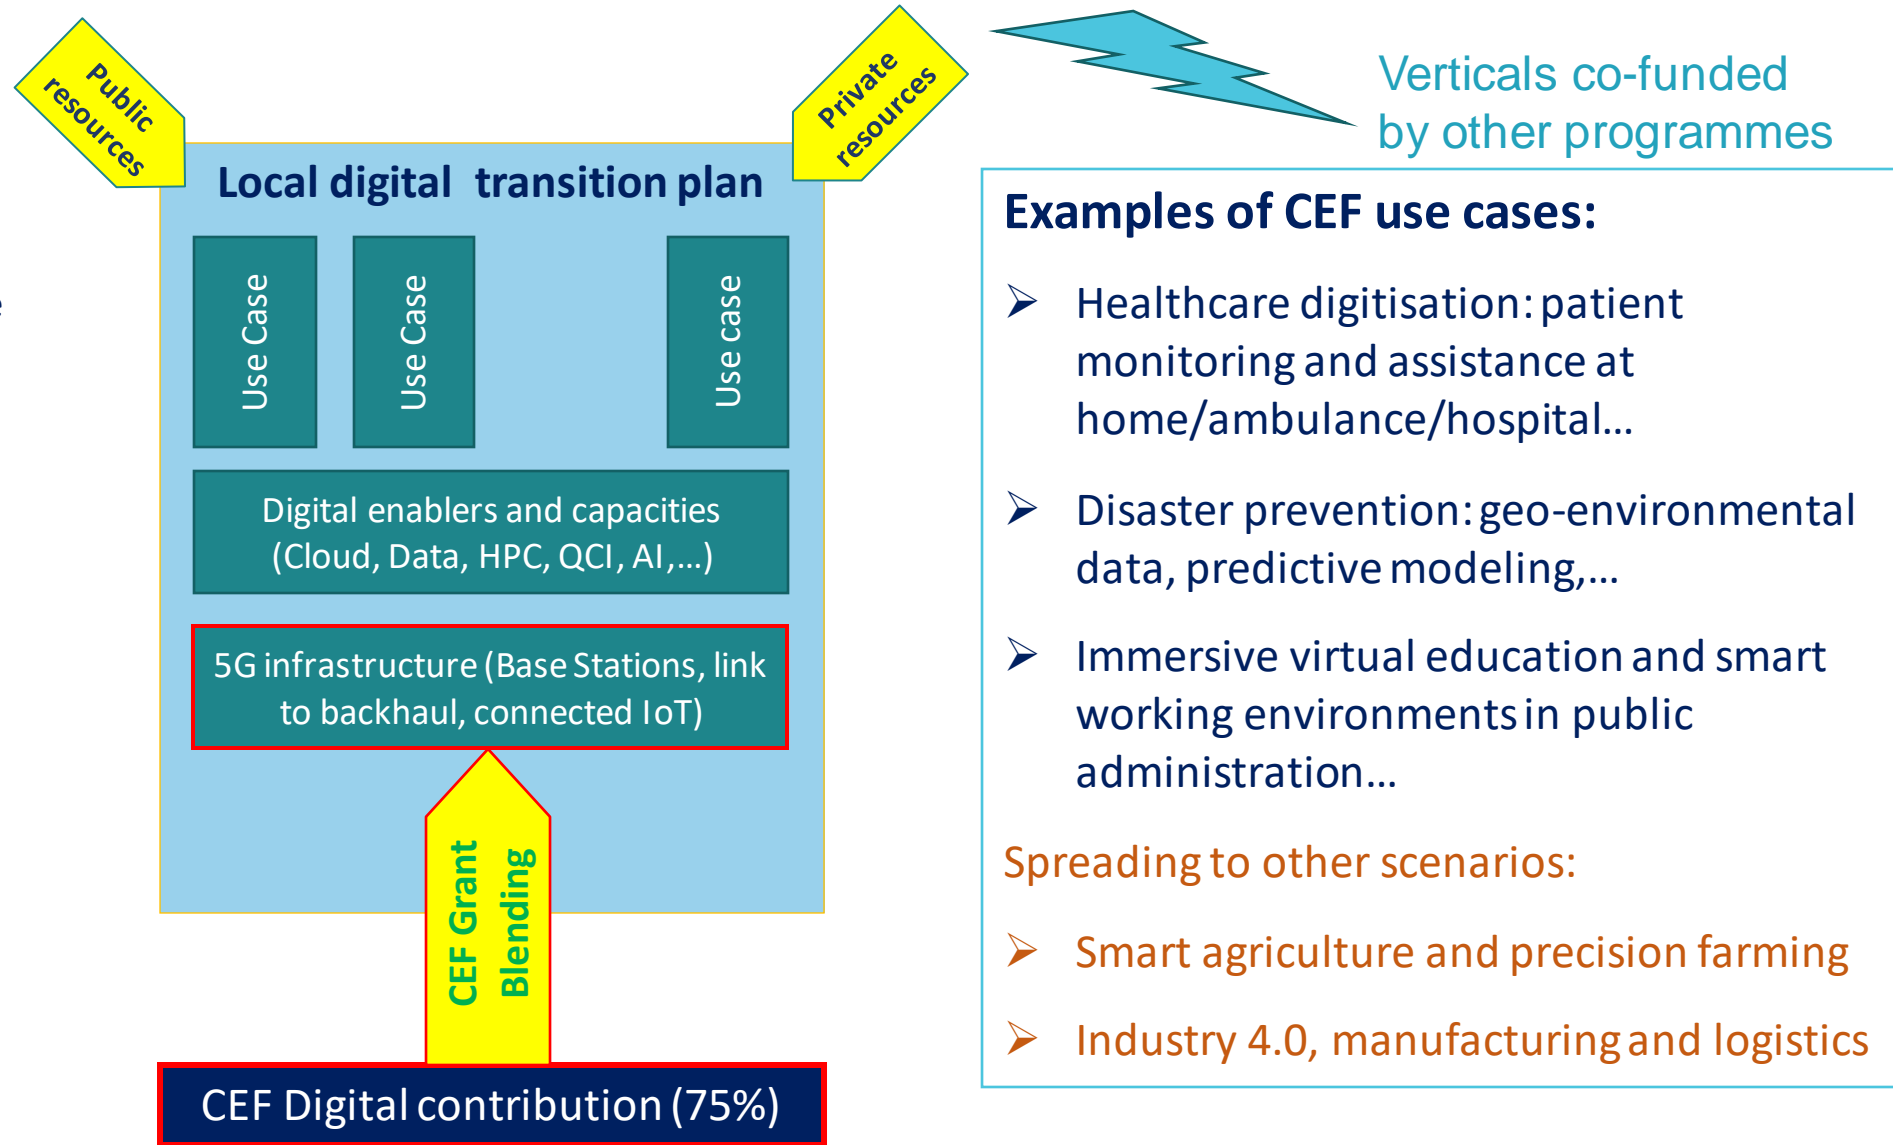 Public
resources
Private
resources
Verticals co-funded
by other programmes
Local digital transition plan
Use Case
Use Case
Use case
Digital enablers and capacities
(Cloud, Data, HPC, QCI, AI,...)
5G infrastructure (Base Stations, link
to backhaul, connected IoT)
CEF Grant
Blending
CEF Digital contribution (75%)
Examples of CEF use cases:
➢ Healthcare digitisation: patient
monitoring and assistance at
home/ambulance/hospital...
➢ Disaster prevention: geo-environmental
data, predictive modeling,...
➢ Immersive virtual education and smart
working environments in public
administration...
Spreading to other scenarios:
➢ Smart agriculture and precision farming
➢ Industry 4.0, manufacturing and logistics